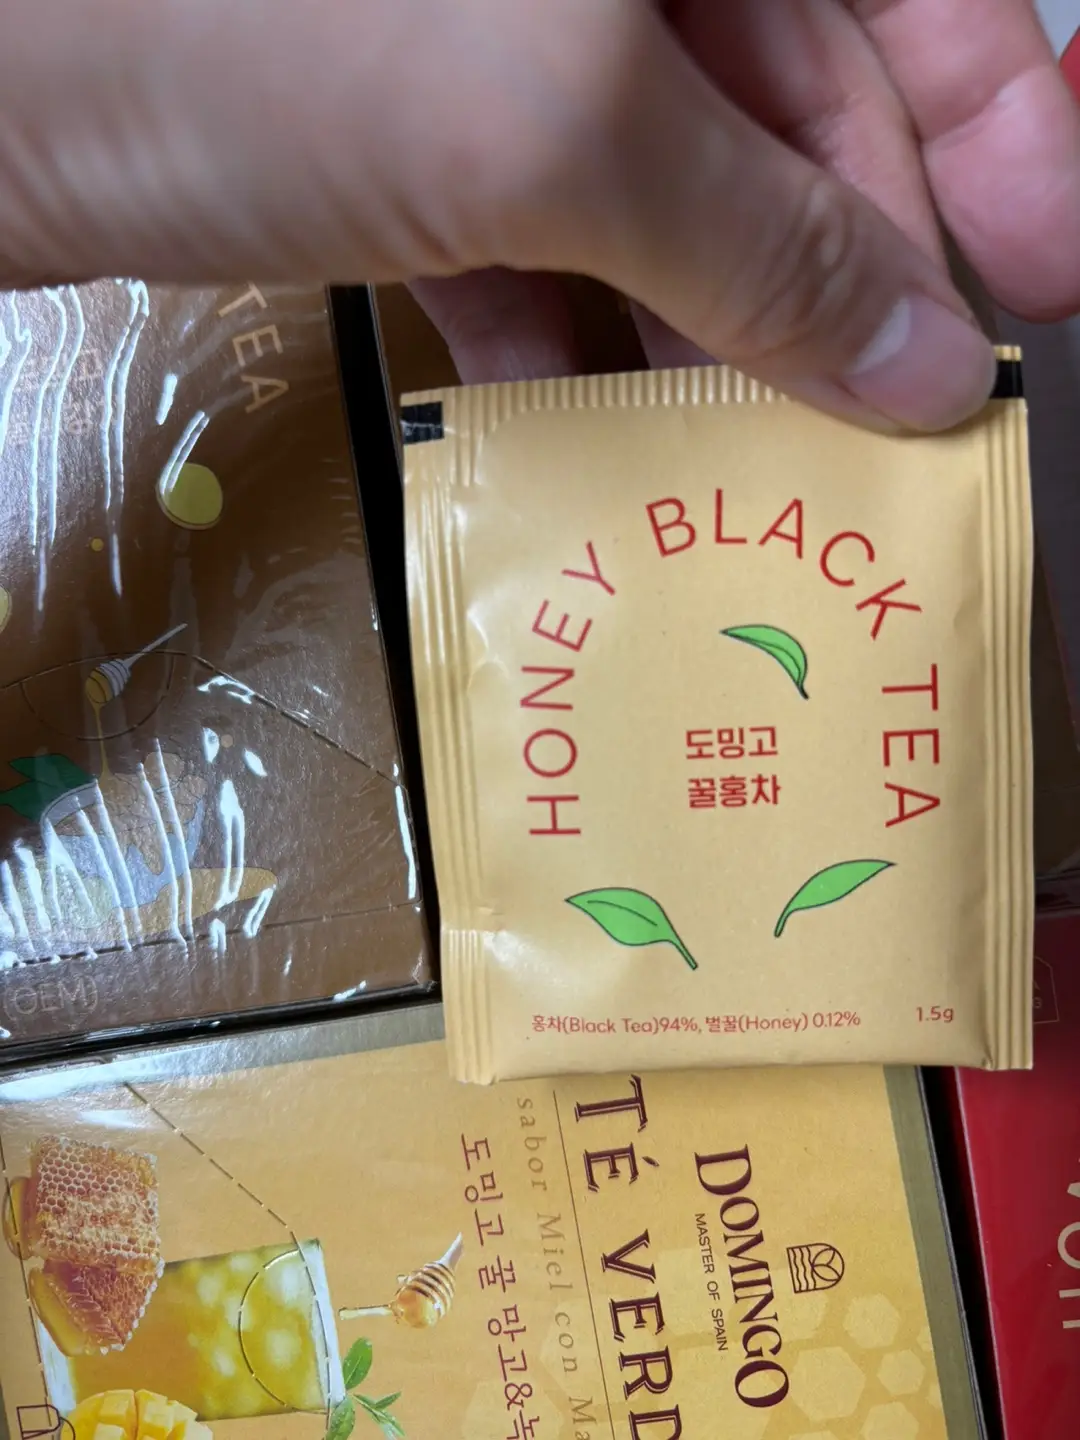 HONEY BLACK TEA
도밍고
꿀홍차
홍차(Black Tea)94%, 벌꿀(Honey) 0.12%
1.5g
TEA
OEM
DOMINGO
MASTER OF SPAIN
TÉ VERD
sabor Miel con Ma
도밍고 꿀 망고&녹